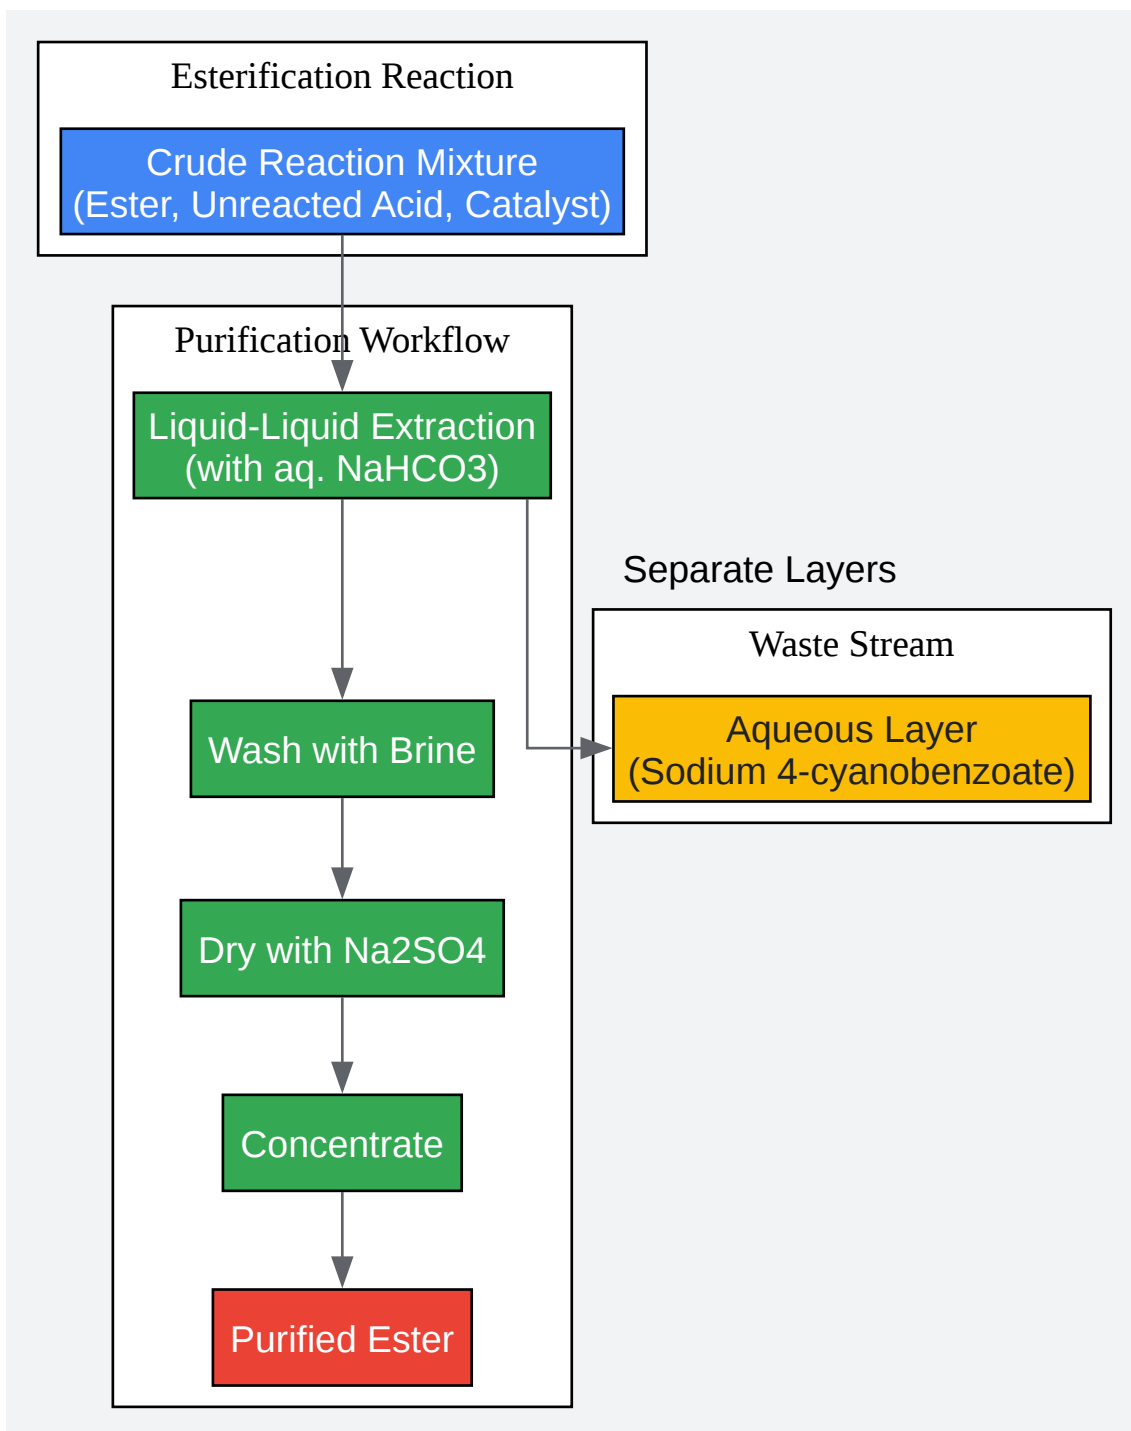 Esterification Reaction
Crude Reaction Mixture
(Ester, Unreacted Acid, Catalyst)
Purification Workflow
Liquid-Liquid Extraction
(with aq. NaHCO3)
Separate Layers
Waste Stream
Aqueous Layer
(Sodium 4-cyanobenzoate)
Wash with Brine
Dry with Na2SO4
Concentrate
Purified Ester